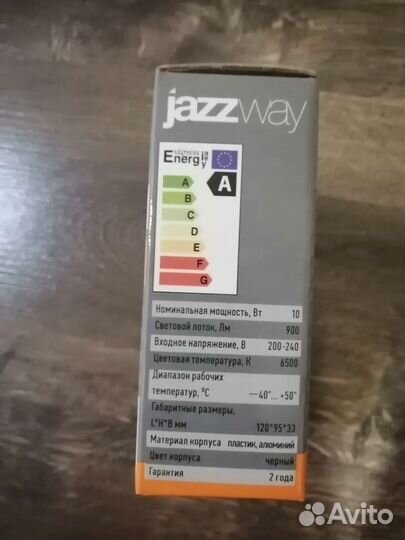 jazzway
Energ
A
A
B
C
D
E
F
G
Номинальная мощность, Вт 10
Световой поток, Лм 900
Входное напряжение, В 200-240
Цветовая температура, К 6500
Диапазон рабочих
температур, ⁰С —40°... +50°
Габаритные размеры,
L*H*B мм 120*95*33
Материал корпуса пластик, алюминий
Цвет корпуса черный
Гарантия 2 года
Avito